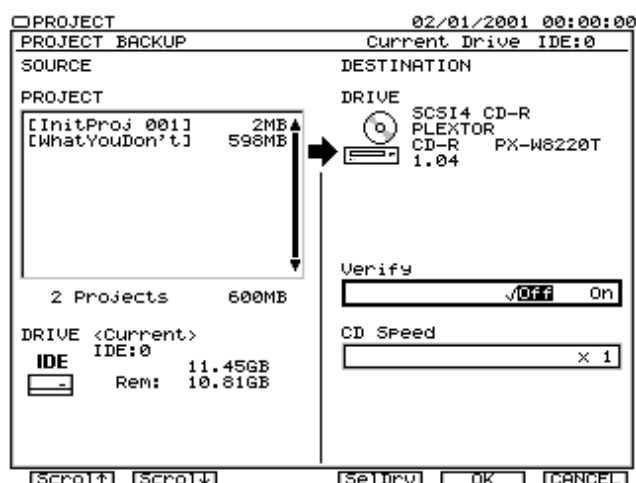 PROJECT 02/01/2001 00:00:00
PROJECT BACKUP Current Drive IDE:0
SOURCE
PROJECT
[InitProj 001] 2MB
[WhatYouDon't] 598MB
2 Projects 600MB
DRIVE <Current>
IDE:0
IDE
11.45GB
Rem: 10.81GB
DESTINATION
DRIVE
SCSI4 CD-R
PLEXTOR
CD-R PX-W8220T
1.04
Verify
√Off On
CD Speed
× 1
[Scrol↑] [Scrol↓] [SelDrv] [ OK ] [CANCEL]